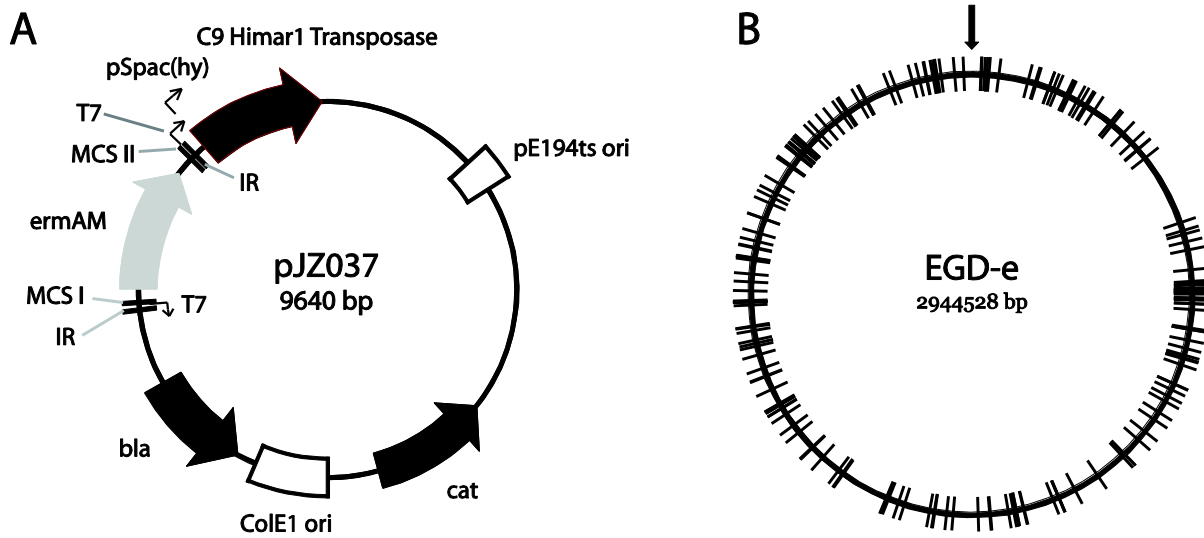 A
C9 Himar1 Transposase
pSpac(hy)
T7
MCS II
IR
pE194ts ori
ermAM
pJZ037
9640 bp
MCS I
T7
IR
bla
cat
ColE1 ori
B
EGD-e
2944528 bp